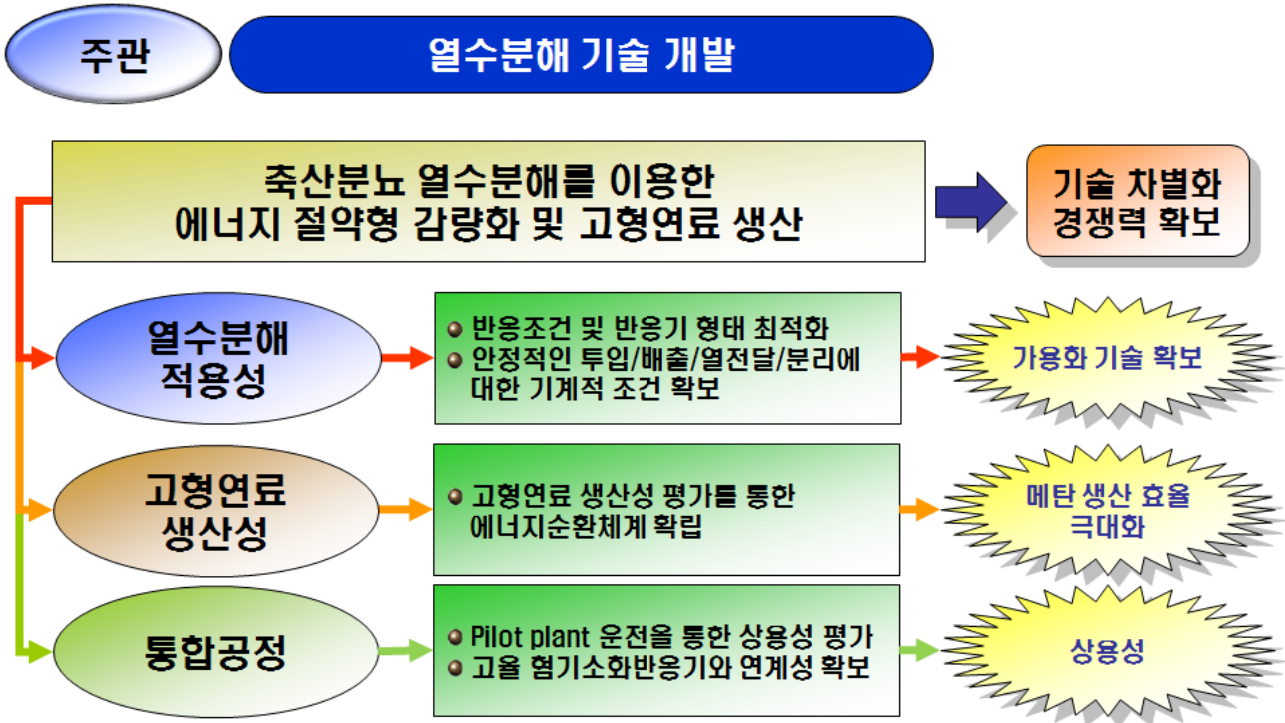 주관
열수분해 기술 개발
축산분뇨 열수분해를 이용한
에너지 절약형 감량화 및 고형연료 생산
기술 차별화
경쟁력 확보
열수분해
적용성
반응조건 및 반응기 형태 최적화
안정적인 투입/배출/열전달/분리에
대한 기계적 조건 확보
가용화 기술 확보
고형연료
생산성
고형연료 생산성 평가를 통한
에너지순환체계 확립
메탄 생산 효율
극대화
통합공정
Pilot plant 운전을 통한 상용성 평가
고율 혐기소화반응기와 연계성 확보
상용성